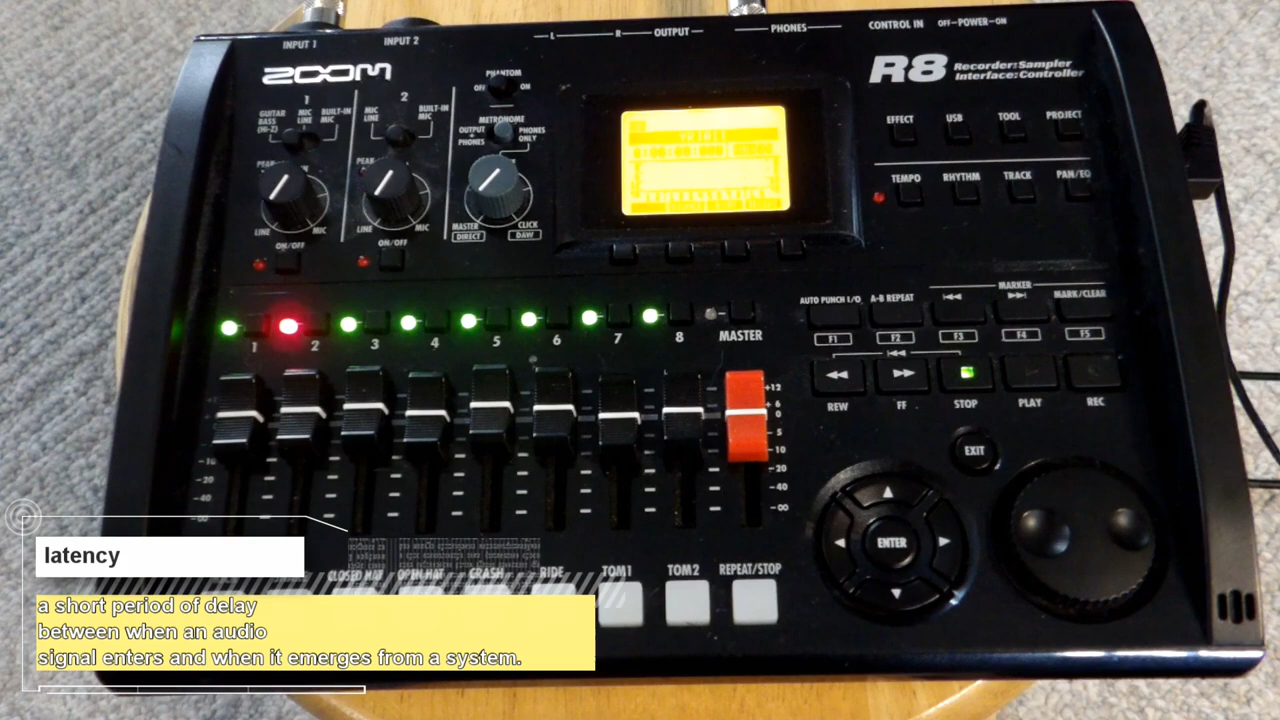 INPUT 1
INPUT 2
L
R
OUTPUT
PHONES
CONTROL IN
OFF-POWER-ON
ZOOM
R8
Recorder:Sampler
Interface:Controller
PHANTOM
OFF
ON
1
GUITAR
BASS
(Hi-Z)
MIC
LINE
BUILT-IN
MIC
2
MIC
LINE
BUILT-IN
MIC
METRONOME
OUTPUT
+
PHONES
PHONES
ONLY
EFFECT
USB
TOOL
PROJECT
PEAK
PEAK
TEMPO
RHYTHM
TRACK
PAN/EQ
LINE
MIC
LINE
MIC
MASTER
DIRECT
CLICK
DAW
ON/OFF
ON/OFF
MARKER
AUTO PUNCH I/O
A-B REPEAT
MARK/CLEAR
F1
F2
F3
F4
F5
1
2
3
4
5
6
7
8
MASTER
REW
FF
STOP
PLAY
REC
+12
+6
0
-5
-10
-20
-40
-∞
-10
-20
-40
-∞
EXIT
ENTER
latency
CLOSED HAT
OPEN HAT
CRASH
RIDE
TOM1
TOM2
REPEAT/STOP
a short period of delay
between when an audio
signal enters and when it emerges from a system.